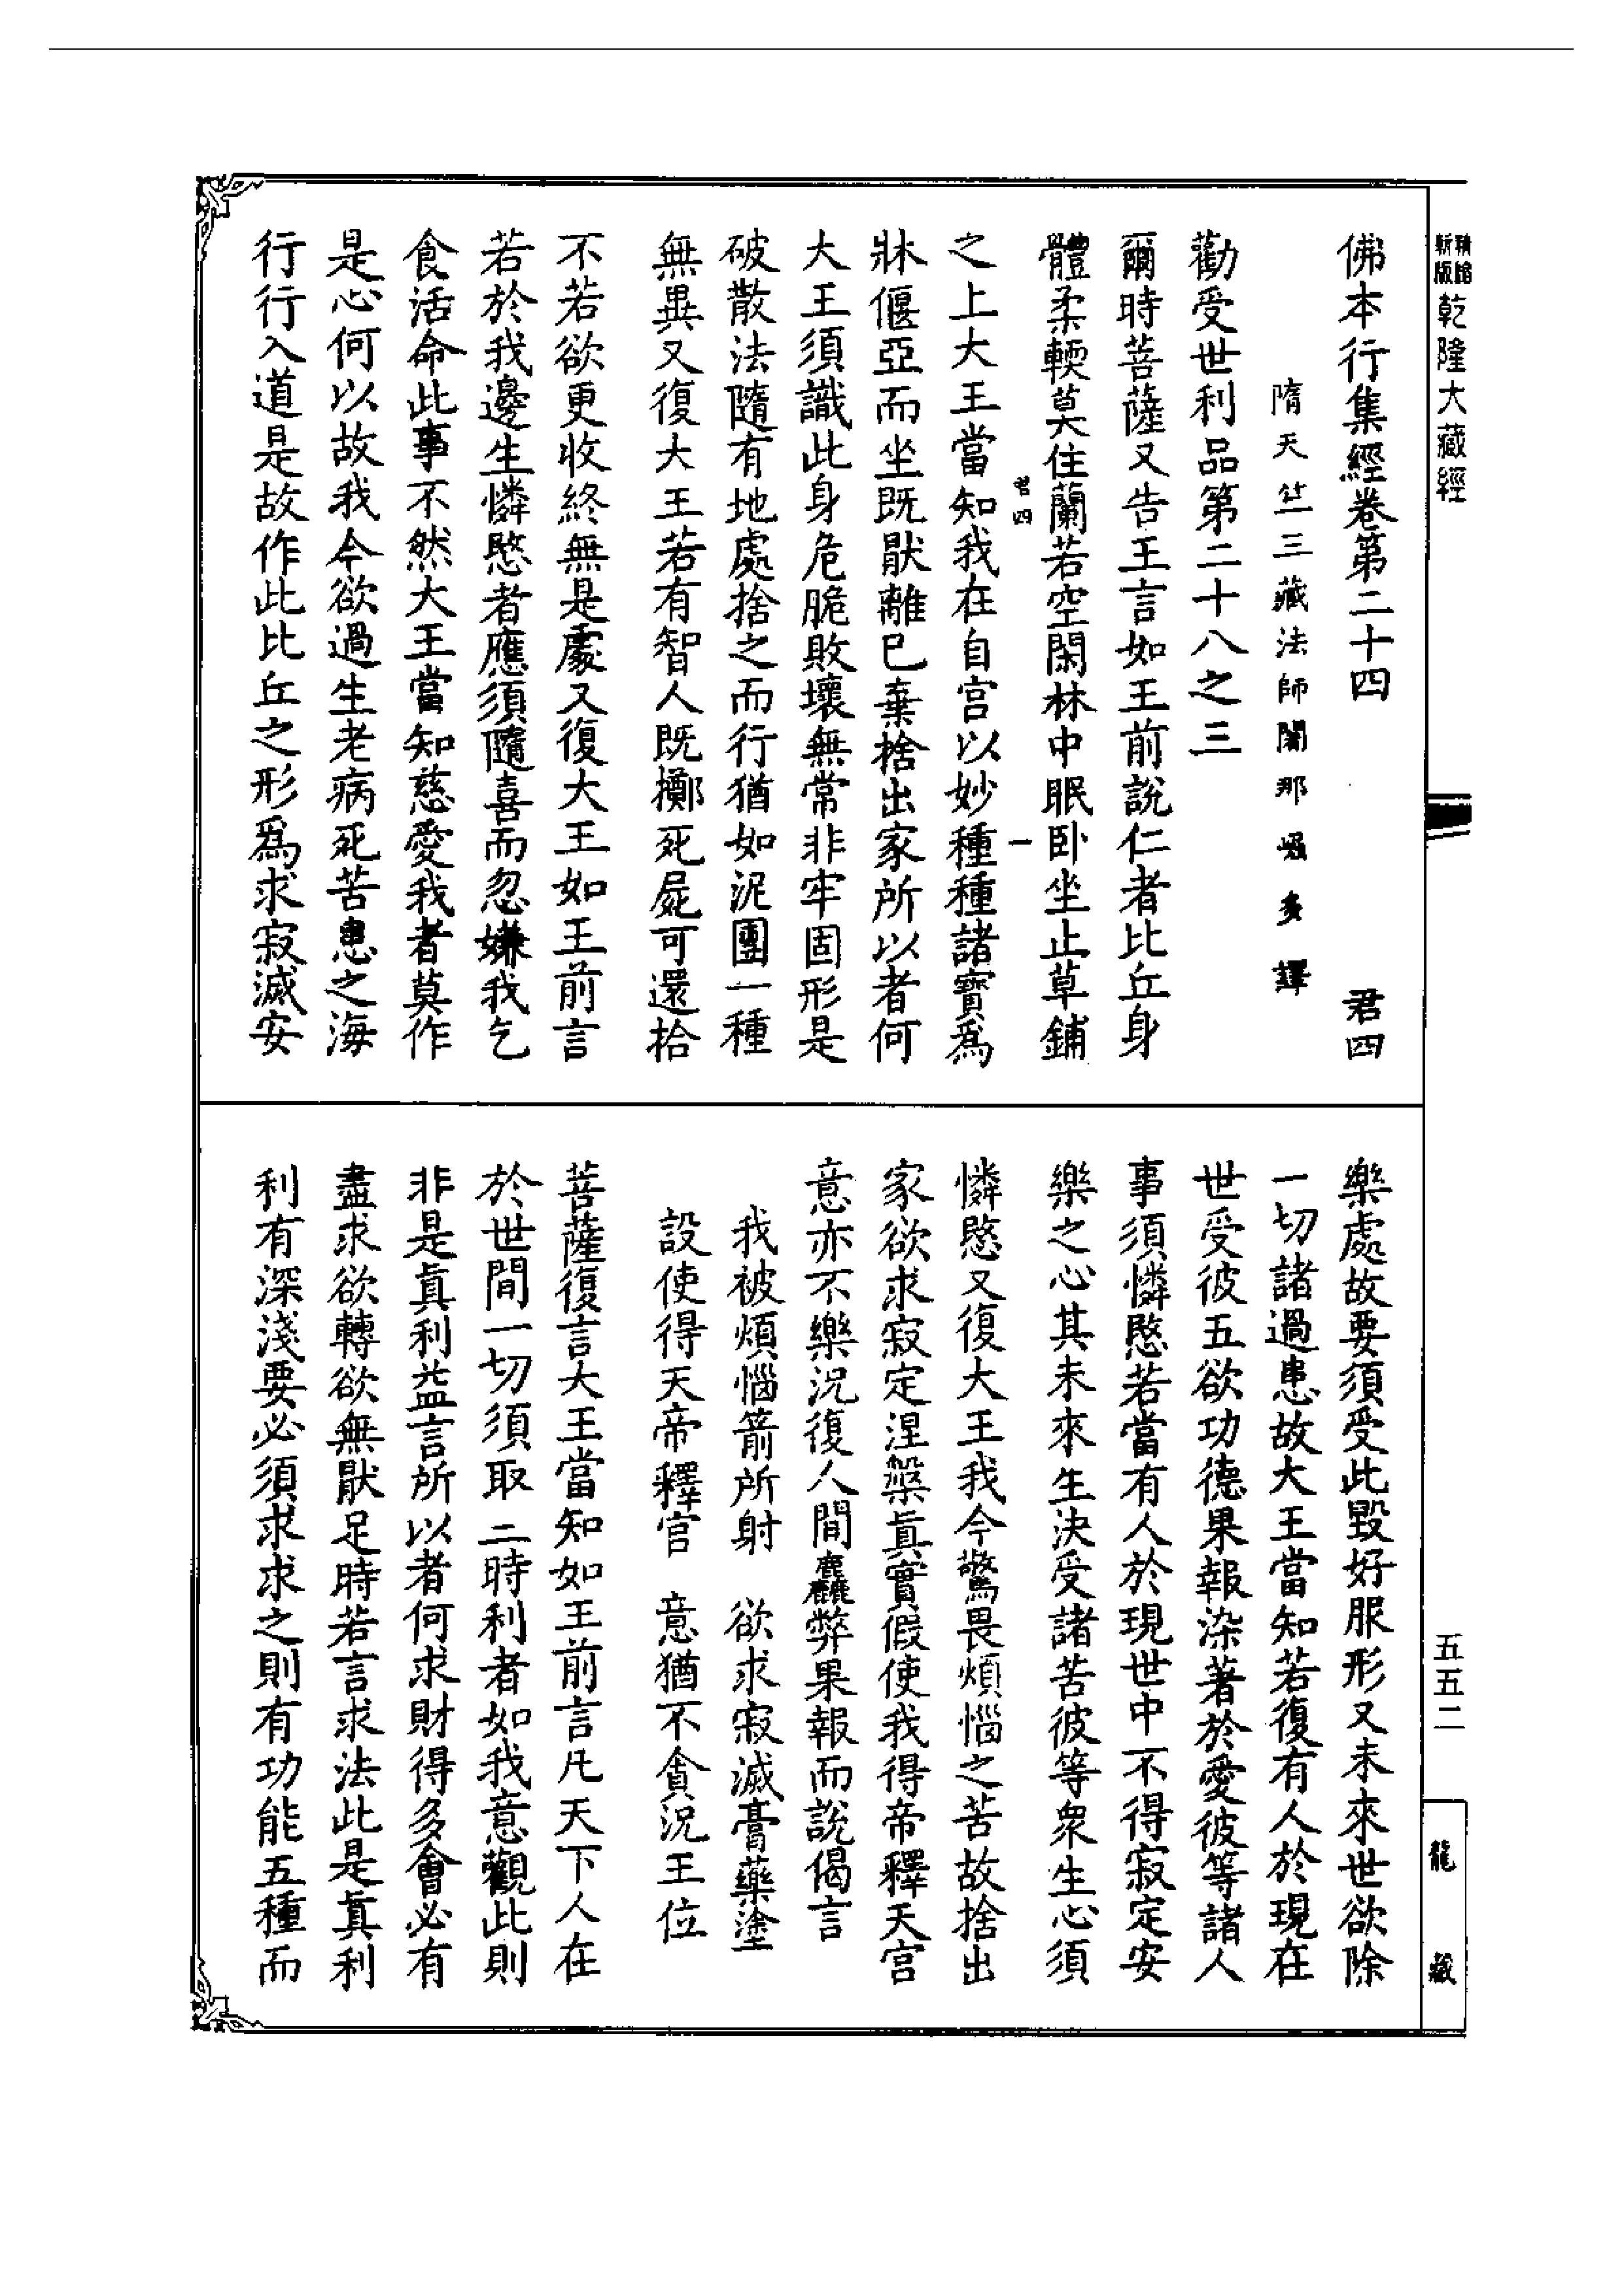 精繪新版乾隆大藏經
五五二
龍藏
佛本行集經卷第二十四 君四
隋天竺三藏法師闍那崛多譯
勸受世利品第二十八之三
爾時菩薩又告王言如王前說仁者比丘身
體柔輭莫住蘭若空閑林中眠臥坐止草鋪
君四 一
之上大王當知我在自宮以妙種種諸寶爲
牀偃亞而坐既猒離已棄捨出家所以者何
大王須識此身危脆敗壞無常非牢固形是
破散法隨有地處捨之而行猶如泥團一種
無異又復大王若有智人既擲死屍可還拾
不若欲更收終無是處又復大王如王前言
若於我邊生憐愍者應須隨喜而忽嫌我乞
食活命此事不然大王當知慈愛我者莫作
是心何以故我今欲過生老病死苦患之海
行行入道是故作此比丘之形爲求寂滅安
樂處故要須受此毀好服形又未來世欲除
一切諸過患故大王當知若復有人於現在
世受彼五欲功德果報染著於愛彼等諸人
事須憐愍若當有人於現世中不得寂定安
樂之心其未來生決受諸苦彼等衆生心須
憐愍又復大王我今驚畏煩惱之苦故捨出
家欲求寂定涅槃眞實假使我得帝釋天宮
意亦不樂況復人間麤弊果報而說偈言
我被煩惱箭所射 欲求寂滅膏藥塗
設使得天帝釋官 意猶不貪況王位
菩薩復言大王當知如王前言凡天下人在
於世間一切須取二時利者如我意觀此則
非是眞利益言所以者何求財得多會必有
盡求欲轉欲無猒足時若言求法此是眞利
利有深淺要必須求求之則有功能五種而